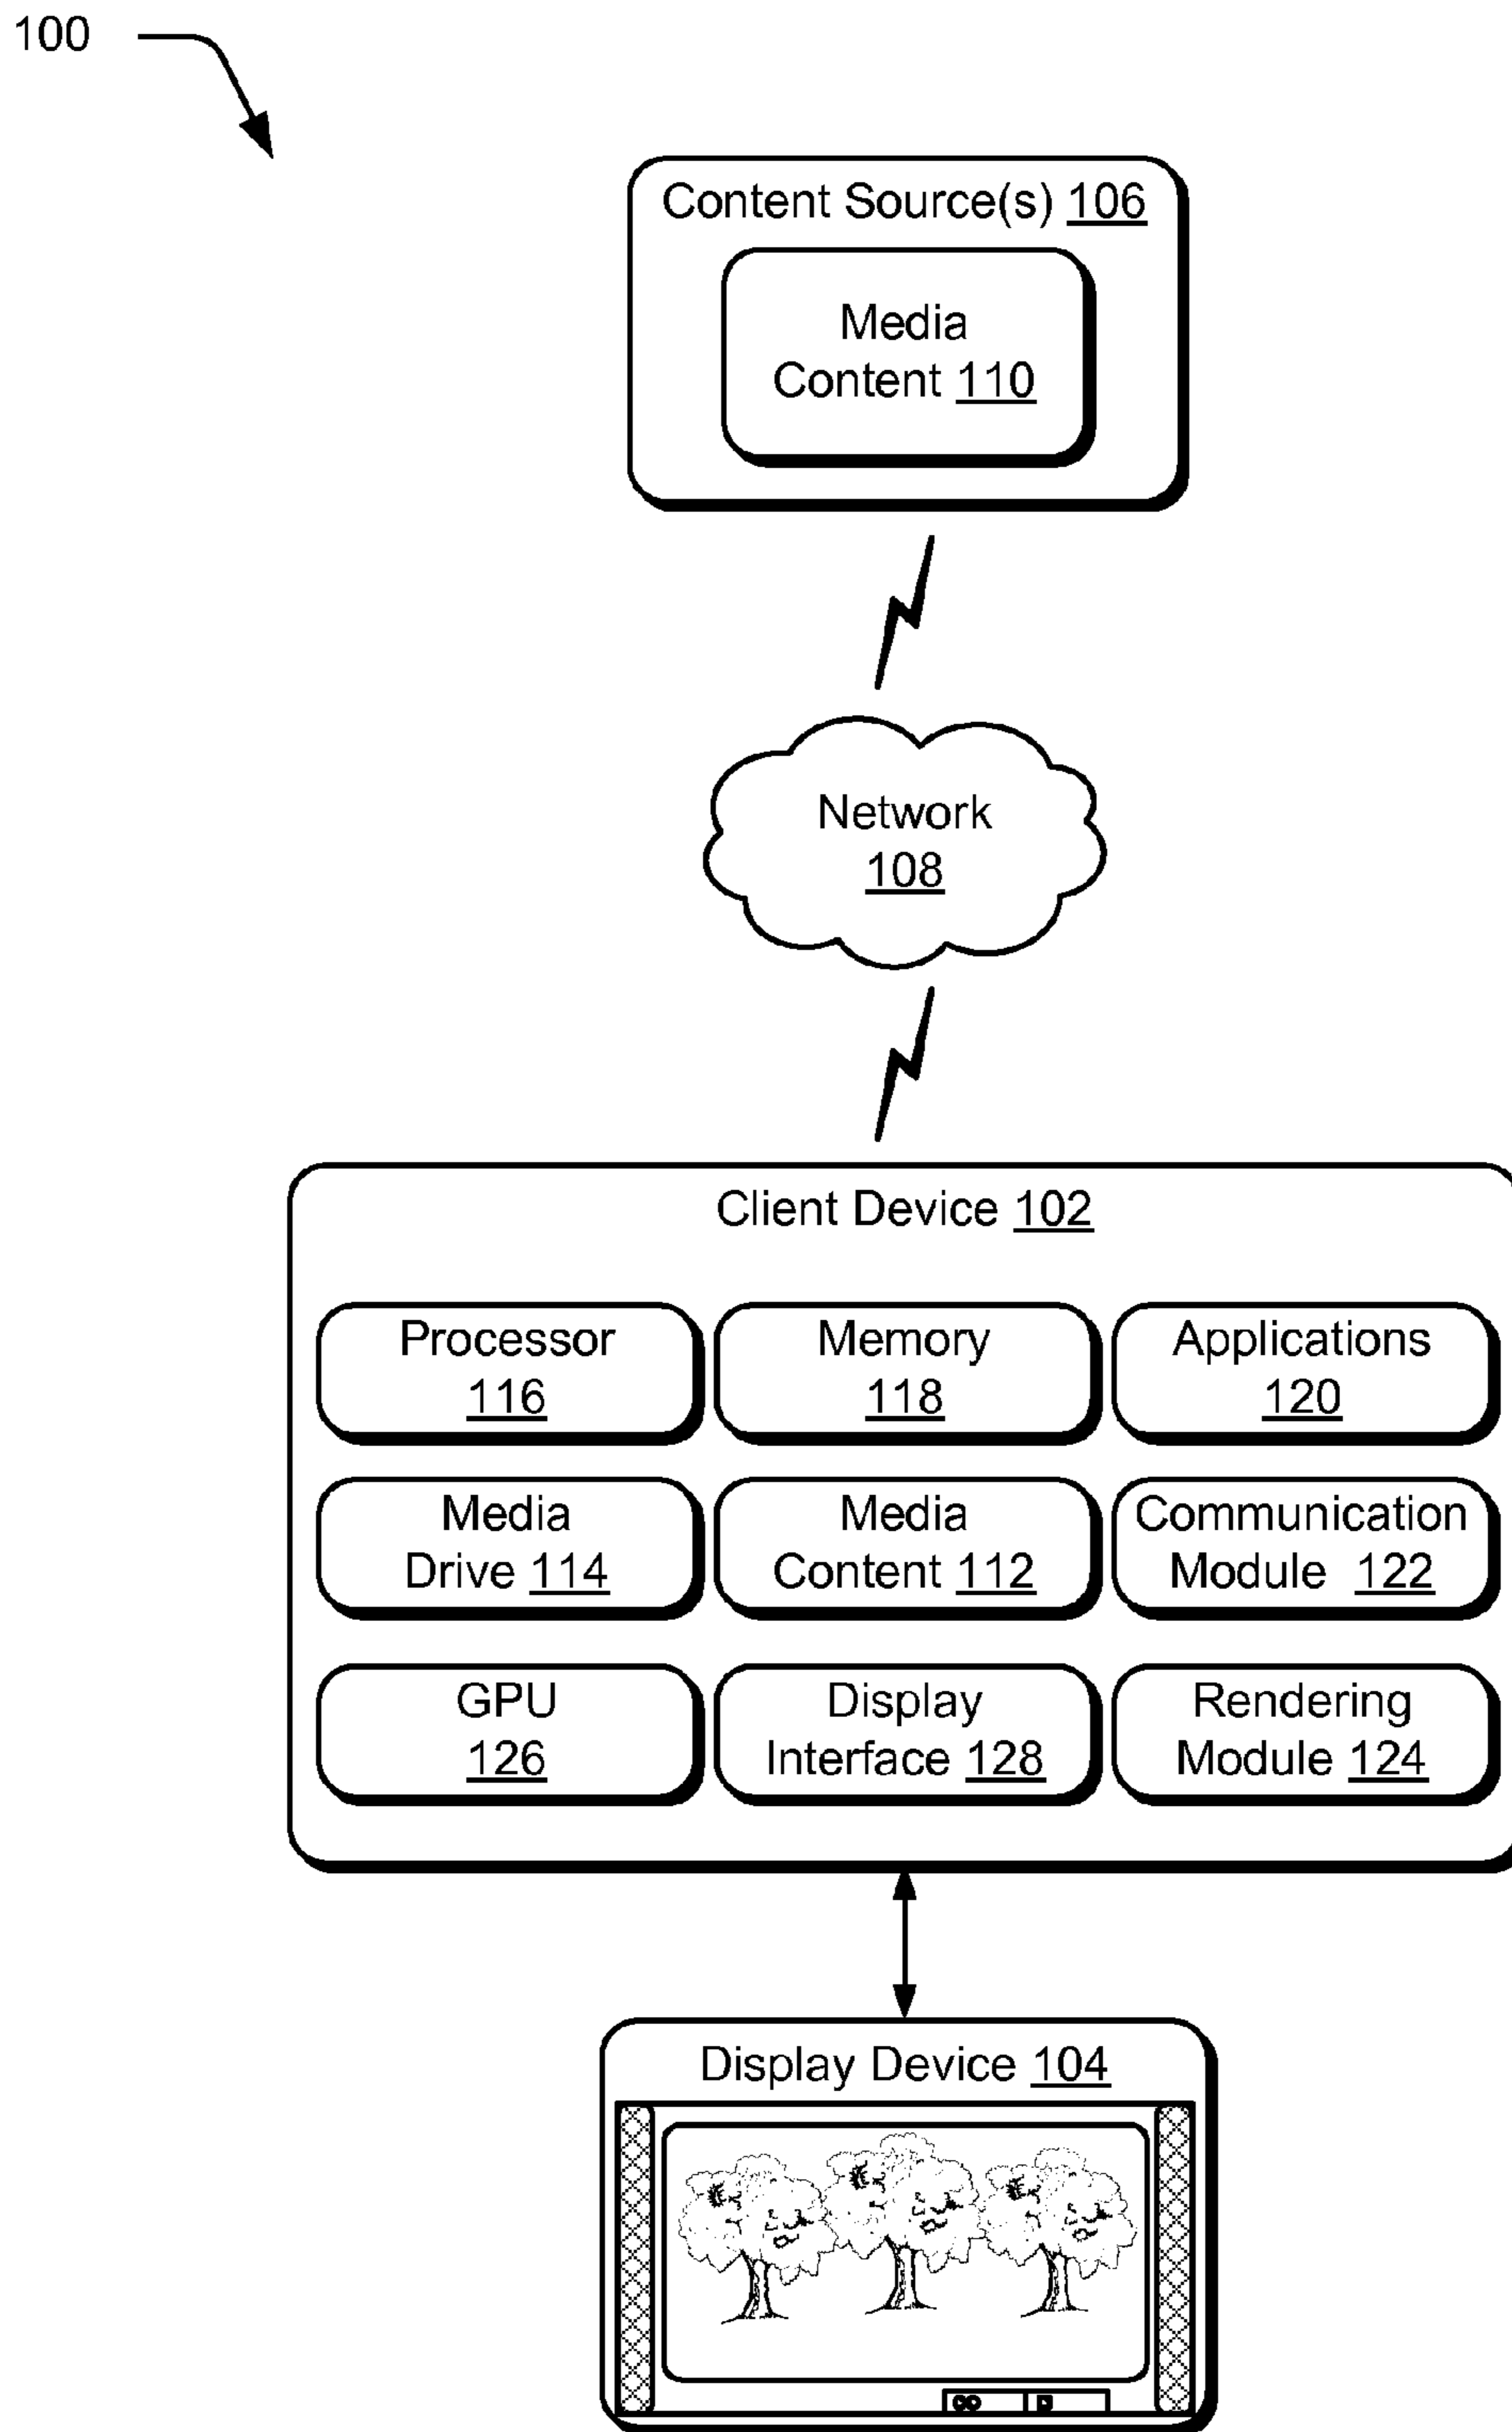 100
Content Source(s) 106
Media
Content 110
Network
108
Client Device 102
Processor
116
Memory
118
Applications
120
Media
Drive 114
Media
Content 112
Communication
Module 122
GPU
126
Display
Interface 128
Rendering
Module 124
Display Device 104